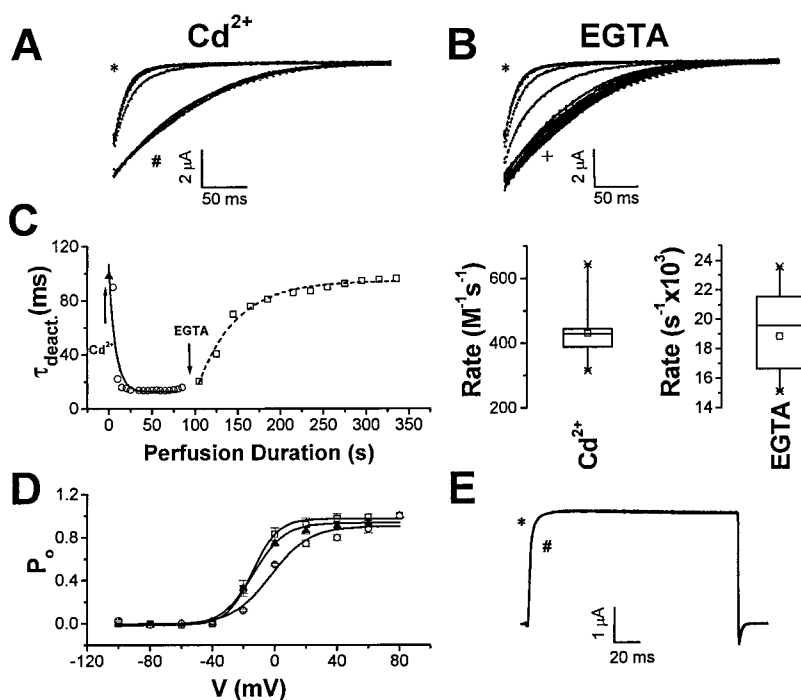 A
Cd2+
*
#
2 µA
50 ms
B
EGTA
*
+
2 µA
50 ms
C
τdeact.(ms)
120
80
40
0
Cd2+
EGTA
0 50 100 150 200 250 300 350
Perfusion Duration (s)
Rate (M-1s-1)
600
400
200
Cd2+
Rate (s-1x103)
24
22
20
18
16
14
EGTA
D
Po
1.2
0.8
0.4
0.0
-120 -80 -40 0 40 80
V (mV)
E
*
#
1 µA
20 ms